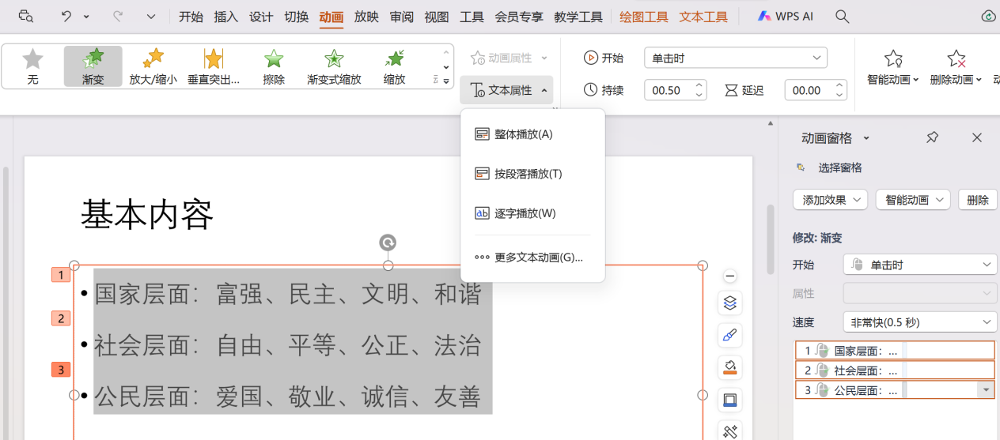 开始 插入 设计 切换 动画 放映 审阅 视图 工具 会员专享 教学工具 绘图工具 文本工具 WPS AI
无 渐变 放大/缩小 垂直突出... 擦除 渐变式缩放 缩放
动画属性
文本属性
开始 单击时
持续 00.50 延迟 00.00
智能动画 删除动画
整体播放(A)
按段落播放(T)
ab 逐字播放(W)
更多文本动画(G)...
基本内容
1
• 国家层面：富强、民主、文明、和谐
2
• 社会层面：自由、平等、公正、法治
3
• 公民层面：爱国、敬业、诚信、友善
动画窗格
选择窗格
添加效果 智能动画 删除
修改: 渐变
开始 单击时
属性
速度 非常快(0.5 秒)
1 国家层面：...
2 社会层面：...
3 公民层面：...